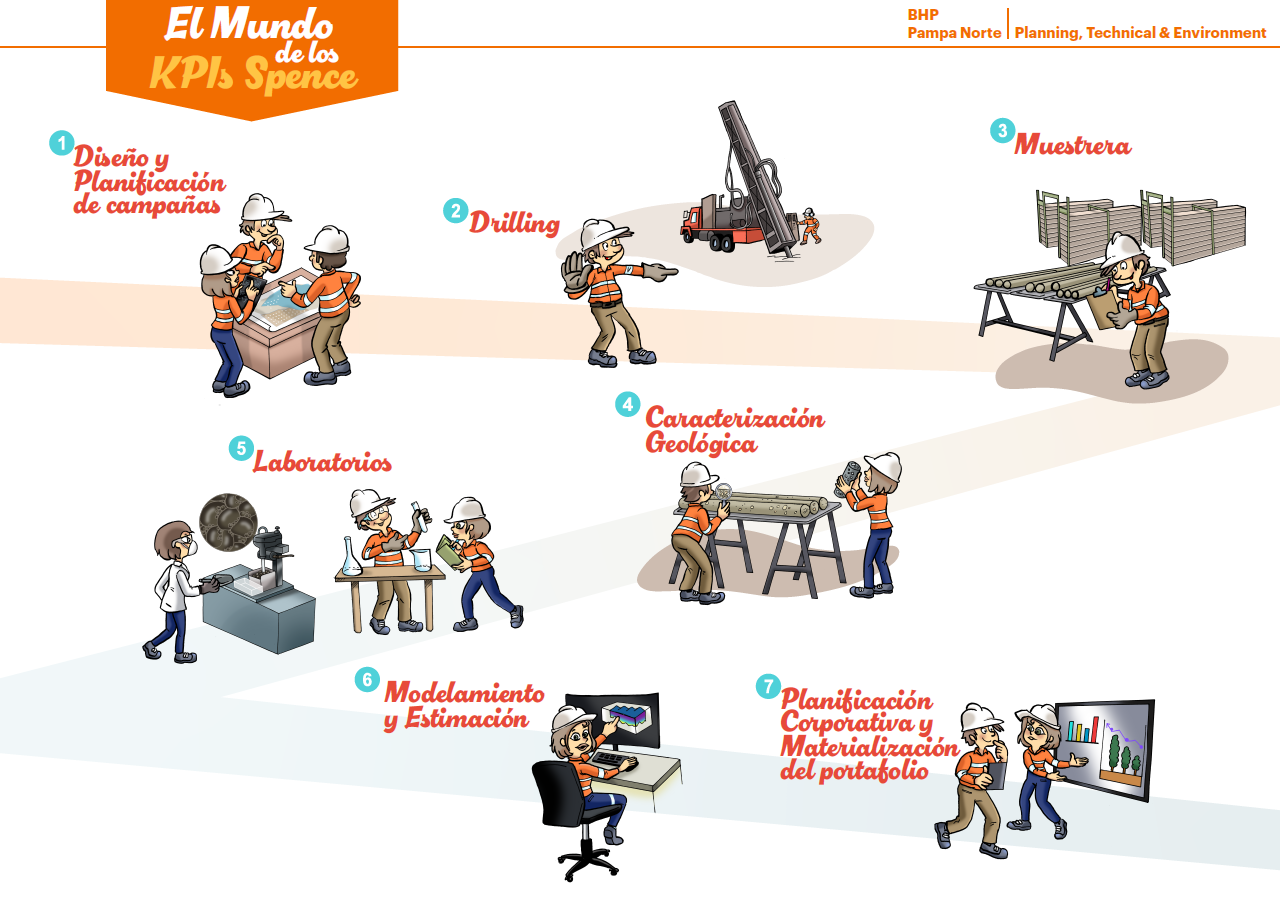 El Mundo
de los
KPIs Spence
BHP
Pampa Norte
Planning, Technical & Environment
1
Diseño y
Planificación
de campañas
2
Drilling
3
Muestrera
4
Caracterización
Geológica
5
Laboratorios
6
Modelamiento
y Estimación
7
Planificación
Corporativa y
Materialización
del portafolio